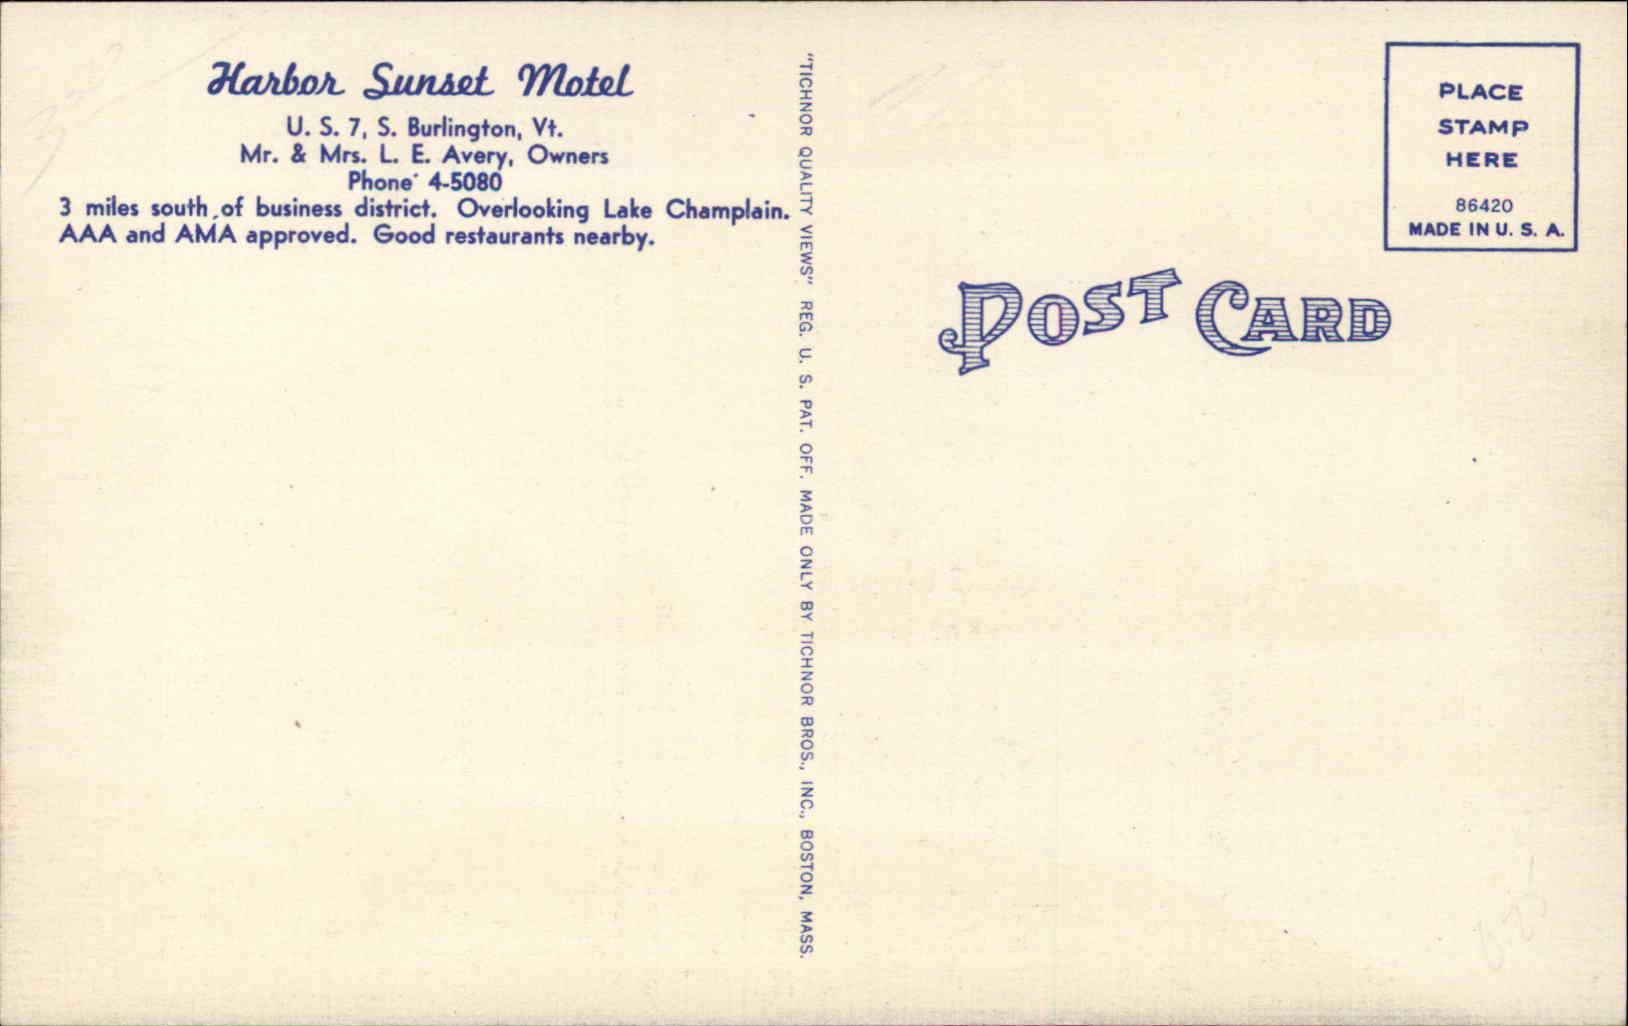 Harbor Sunset Motel
U. S. 7, S. Burlington, Vt.
Mr. & Mrs. L. E. Avery, Owners
Phone 4-5080
3 miles south of business district. Overlooking Lake Champlain.
AAA and AMA approved. Good restaurants nearby.
"TICHNOR QUALITY VIEWS" REG. U. S. PAT. OFF. MADE ONLY BY TICHNOR BROS., INC., BOSTON, MASS.
PLACE
STAMP
HERE
86420
MADE IN U. S. A.
POST CARD